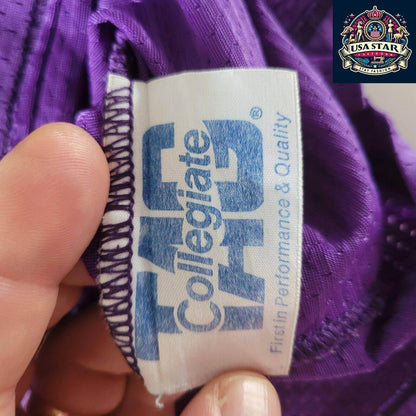 TAG
Collegiate
®
First in Performance & Quality
USA STAR